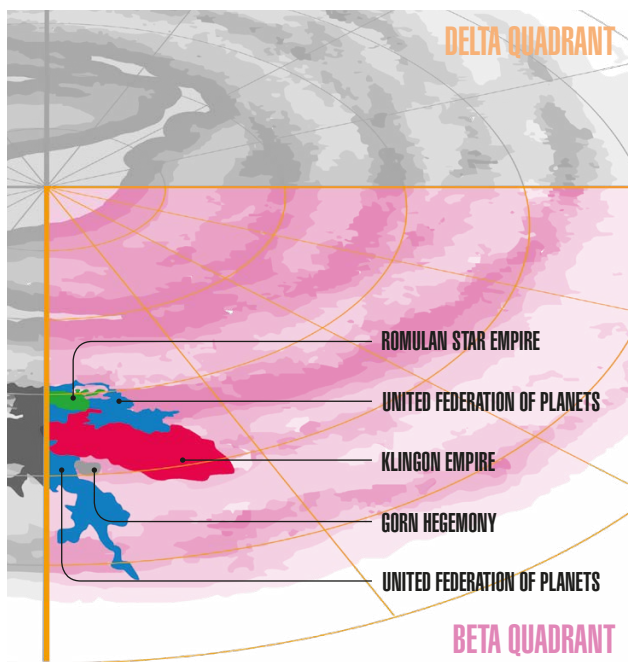 DELTA QUADRANT
ROMULAN STAR EMPIRE
UNITED FEDERATION OF PLANETS
KLINGON EMPIRE
GORN HEGEMONY
UNITED FEDERATION OF PLANETS
BETA QUADRANT